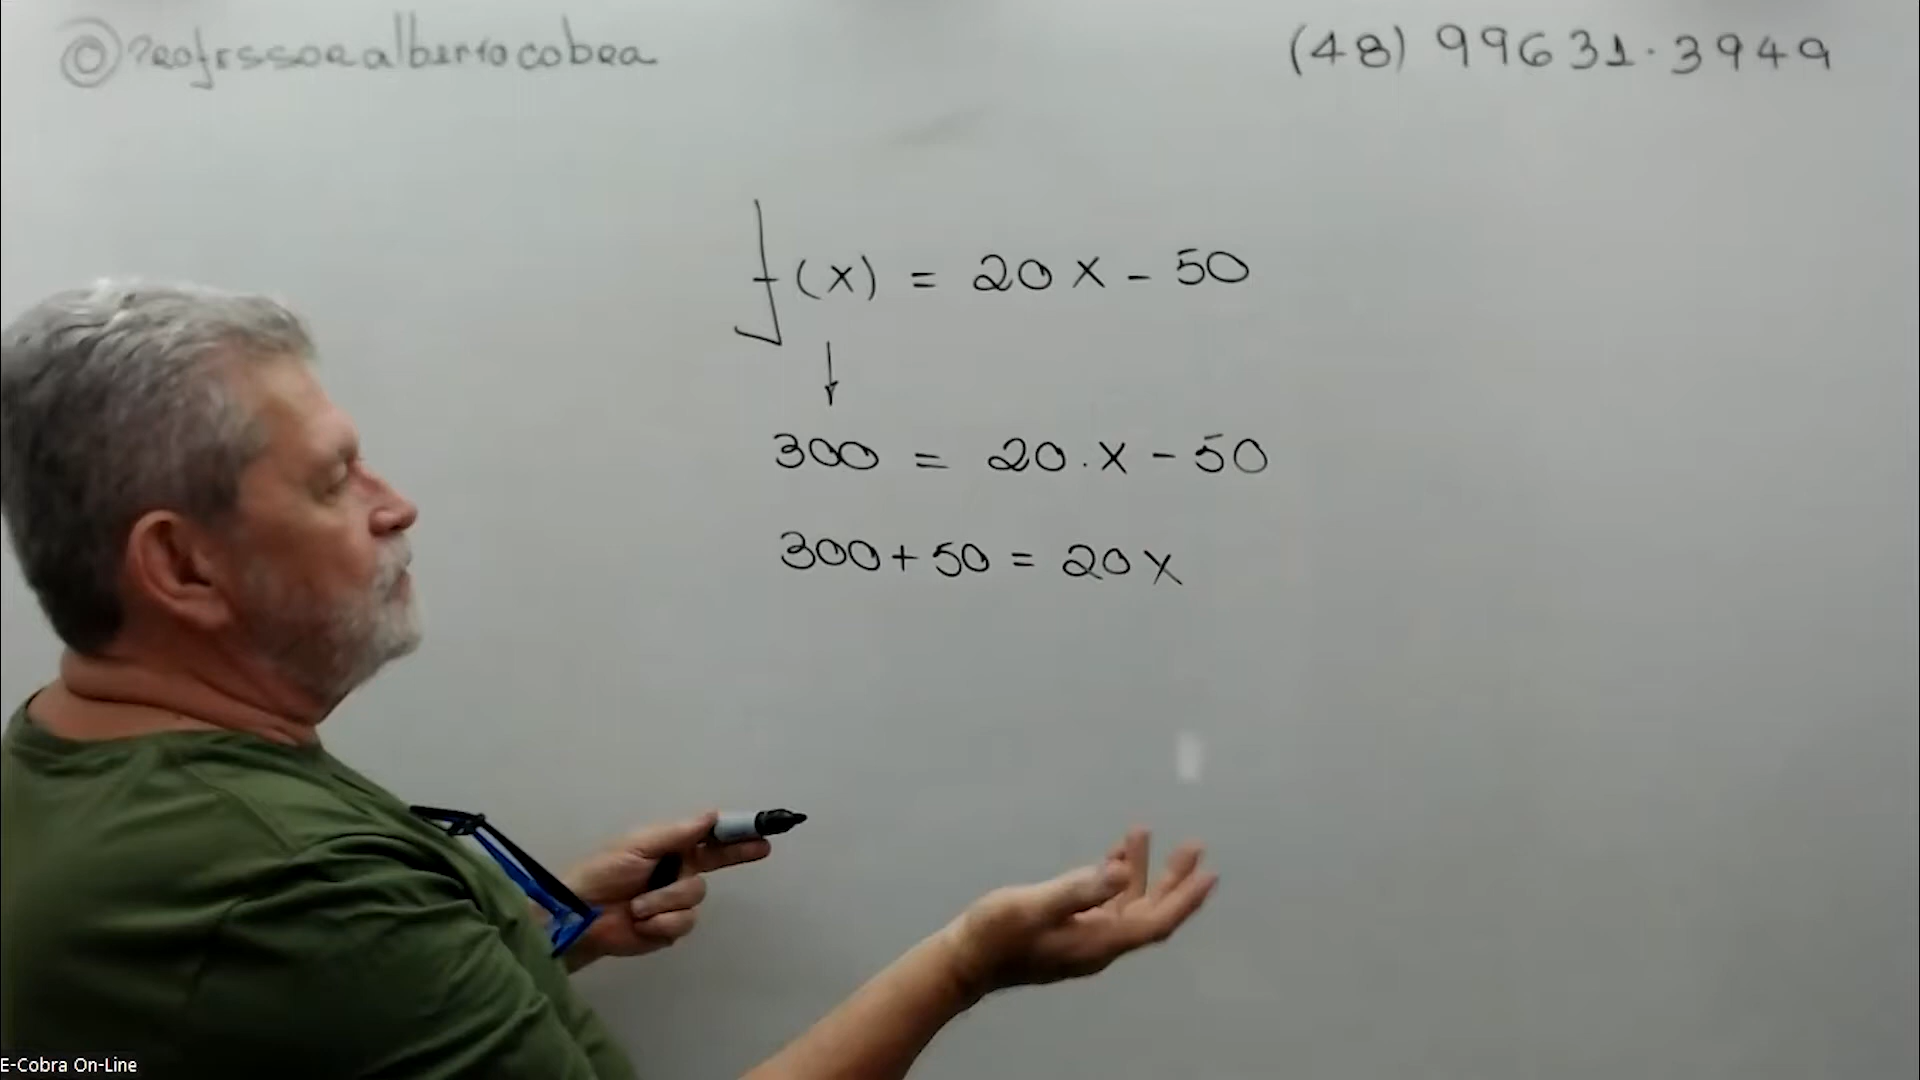 @Professoralbertocobra
(48) 99631.3949
f(x) = 20x - 50
↓
300 = 20.x - 50
300 + 50 = 20x
E-Cobra On-Line